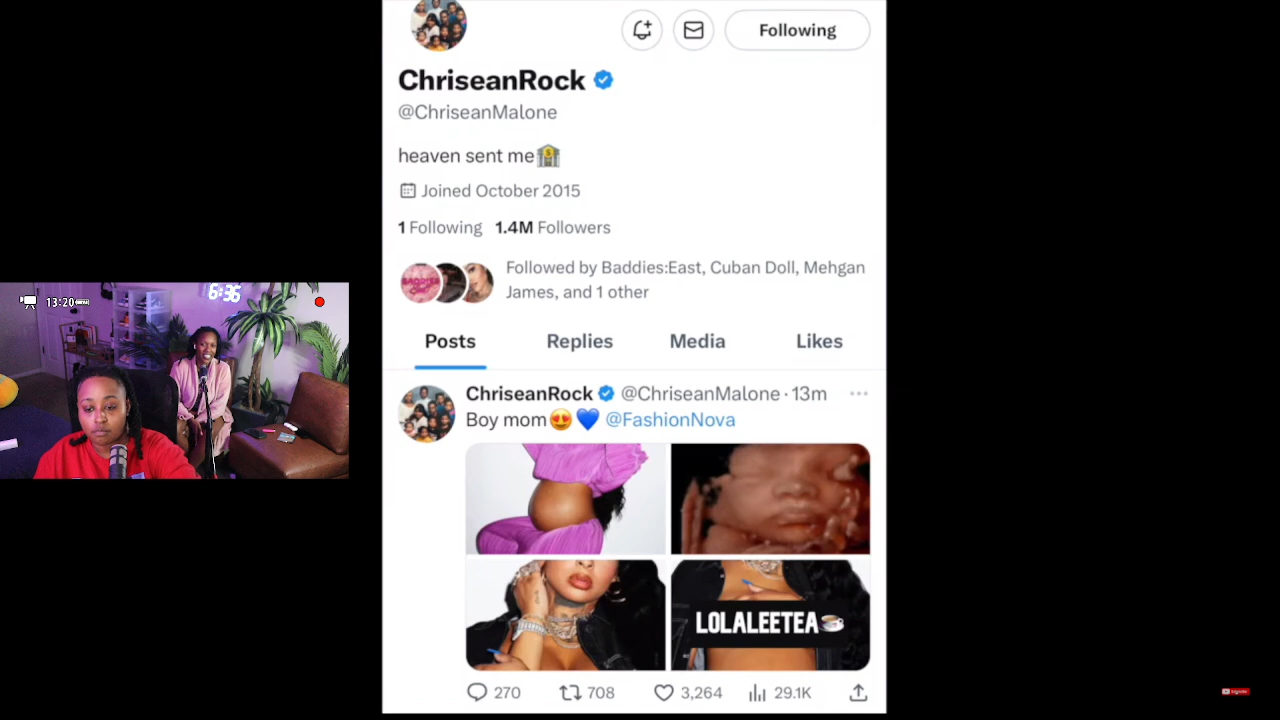 Following
ChriseanRock
@ChriseanMalone
heaven sent me
Joined October 2015
1 Following 1.4M Followers
Followed by Baddies:East, Cuban Doll, Mehgan
James, and 1 other
Posts Replies Media Likes
ChriseanRock @ChriseanMalone · 13m
Boy mom😍💙 @FashionNova
LOLALEETEA☕
270 708 3,264 29.1K
13:20
6:36